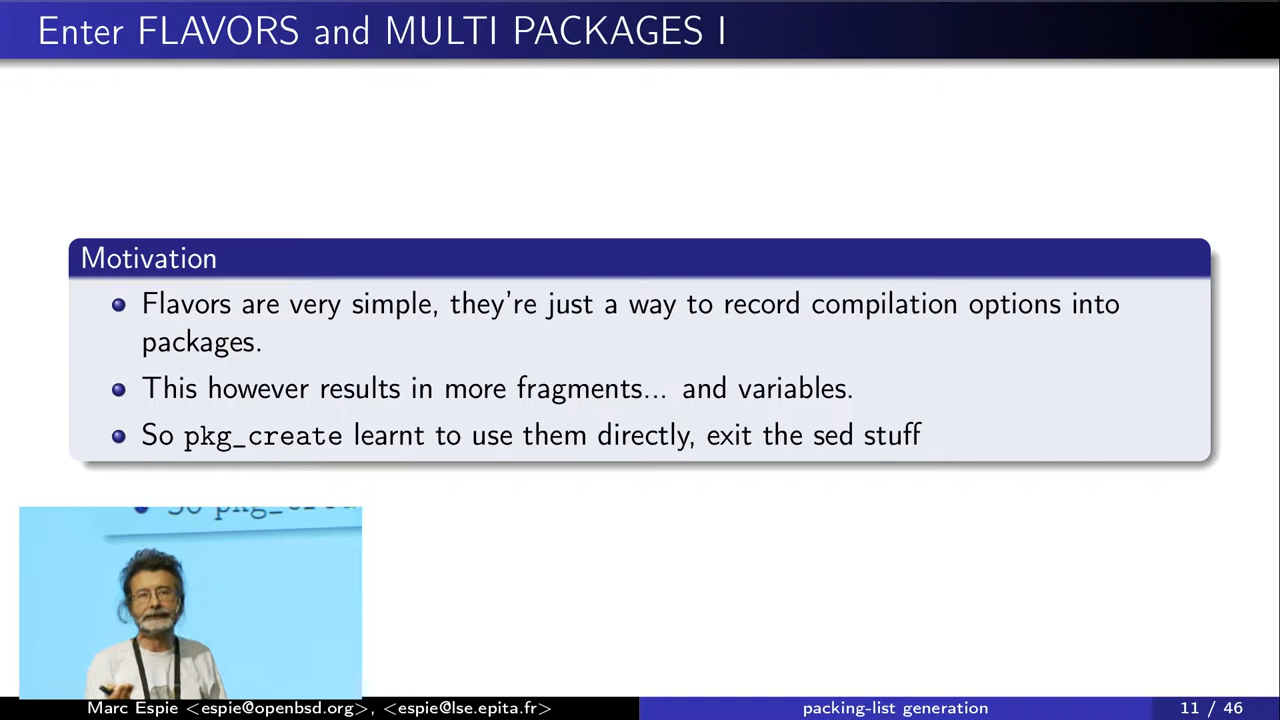 Enter FLAVORS and MULTI PACKAGES I
Motivation
Flavors are very simple, they're just a way to record compilation options into
packages.
This however results in more fragments... and variables.
So pkg_create learnt to use them directly, exit the sed stuff
So pkg_crea
Marc Espie <espie@openbsd.org>, <espie@lse.epita.fr>
packing-list generation
11 / 46